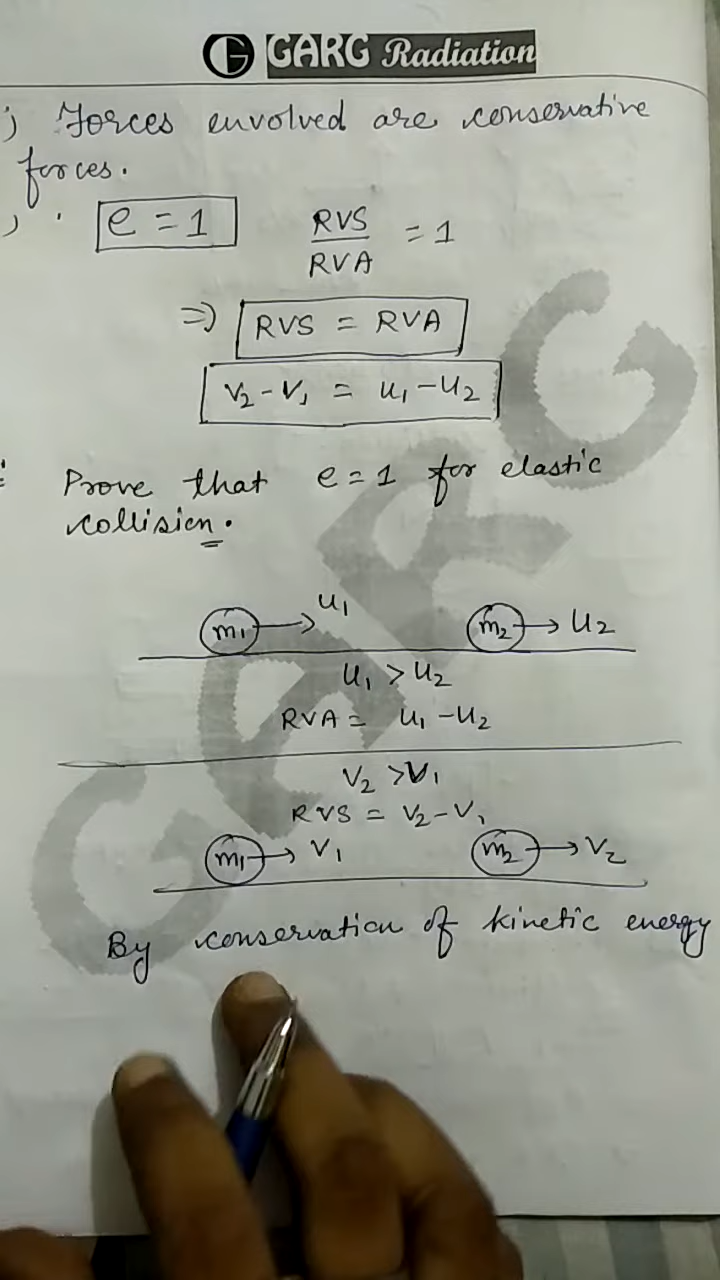 G GARG Radiation
; Forces envolved are conservative
forces.
, e = 1 RVS/RVA = 1
=> RVS = RVA
V₂ - V₁ = U₁ - U₂
: Prove that e = 1 for elastic
collision.
m₁ → U₁ m₂ → U₂
U₁ > U₂
RVA = U₁ - U₂
V₂ > V₁
RVS = V₂ - V₁
m₁ → V₁ m₂ → V₂
By conservation of kinetic energy
GARG